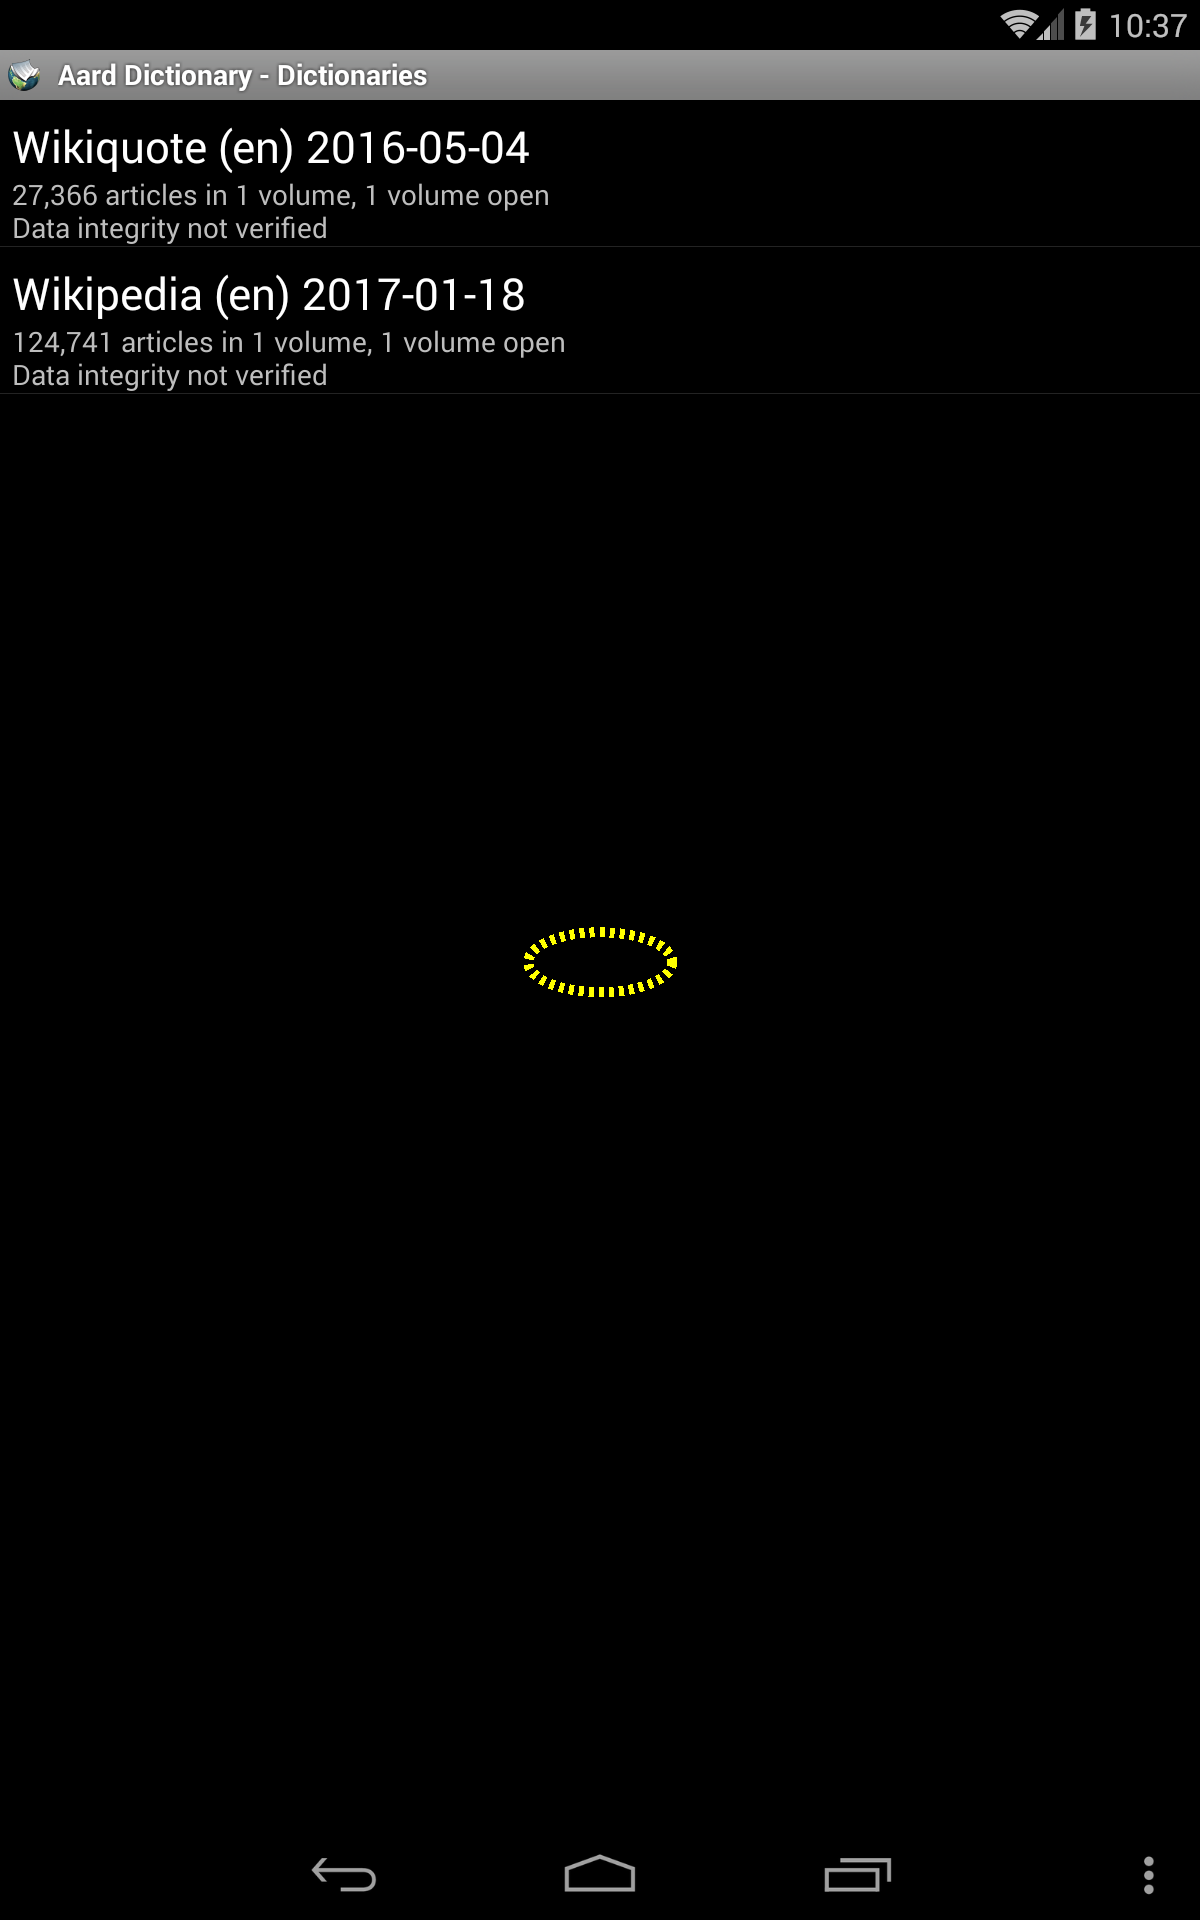 10:37
Aard Dictionary - Dictionaries
Wikiquote (en) 2016-05-04
27,366 articles in 1 volume, 1 volume open
Data integrity not verified
Wikipedia (en) 2017-01-18
124,741 articles in 1 volume, 1 volume open
Data integrity not verified